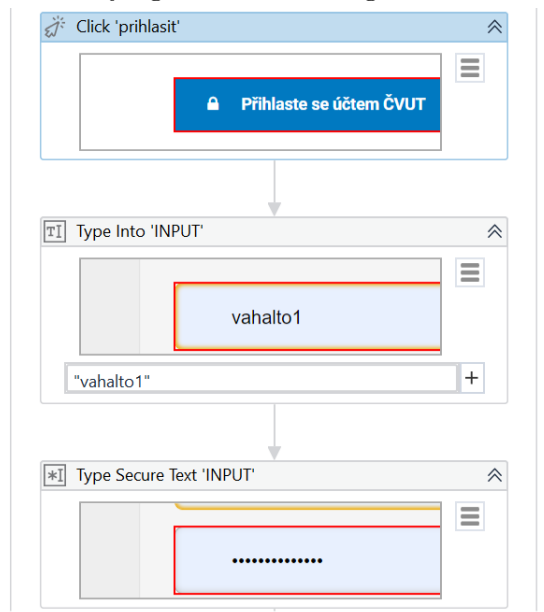 Click 'prihlasit'
Přihlaste se účtem ČVUT
Type Into 'INPUT'
vahalto1
"vahalto1"
Type Secure Text 'INPUT'